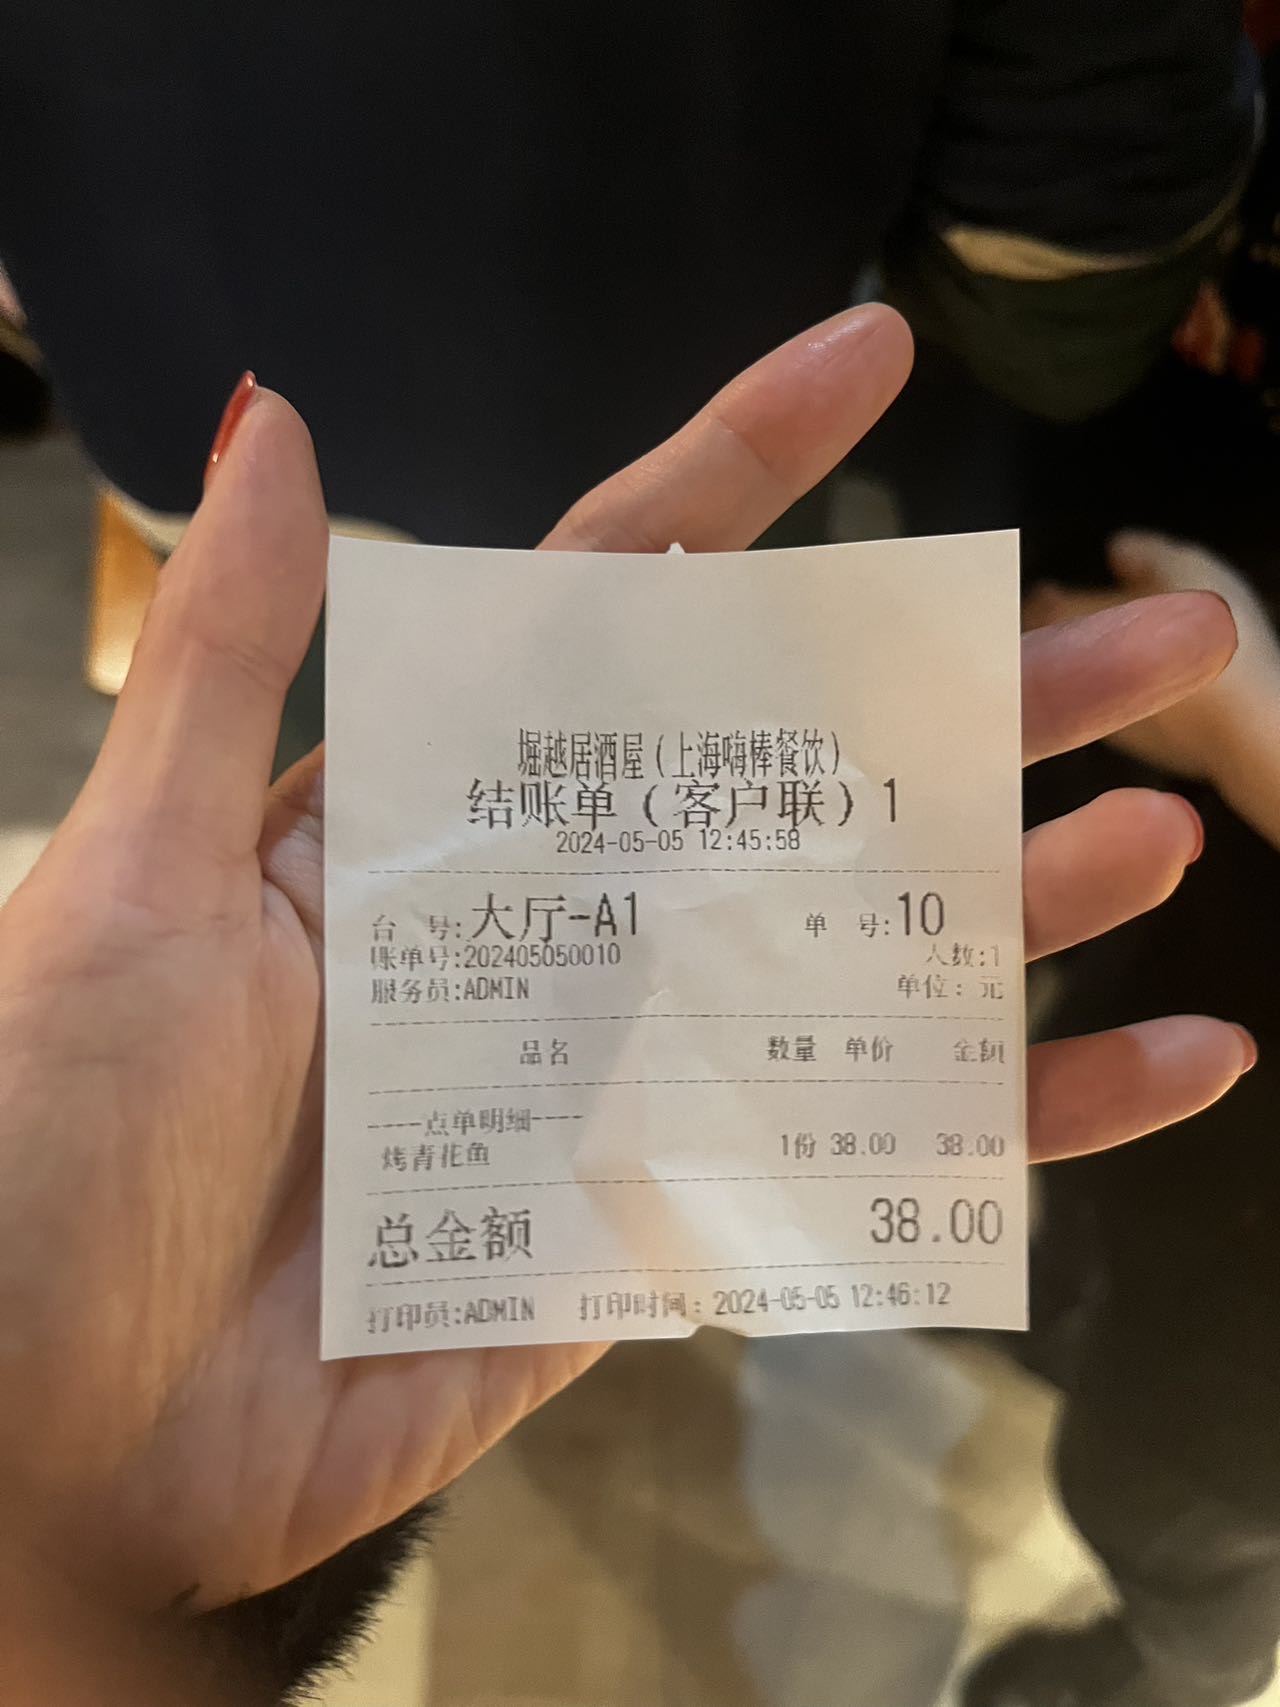 堀越居酒屋(上海嗨棒餐饮)
结账单(客户联)1
2024-05-05 12:45:58
台 号:大厅-A1 单 号:10
账单号:202405050010 人数:1
服务员:ADMIN 单位: 元
品名 数量 单价 金额
----点单明细----
烤青花鱼 1份 38.00 38.00
总金额 38.00
打印员:ADMIN 打印时间: 2024-05-05 12:46:12